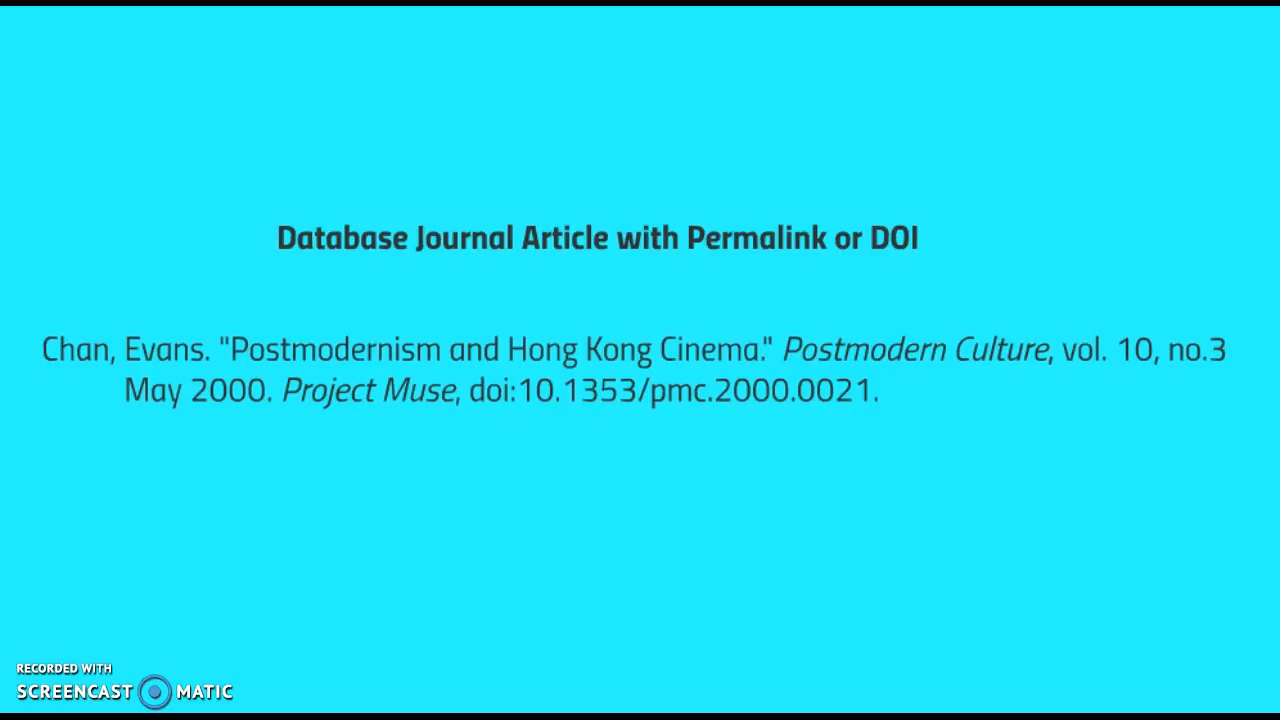 Database Journal Article with Permalink or DOI
Chan, Evans. "Postmodernism and Hong Kong Cinema." Postmodern Culture, vol. 10, no.3
May 2000. Project Muse, doi:10.1353/pmc.2000.0021.
RECORDED WITH
SCREENCAST MATIC